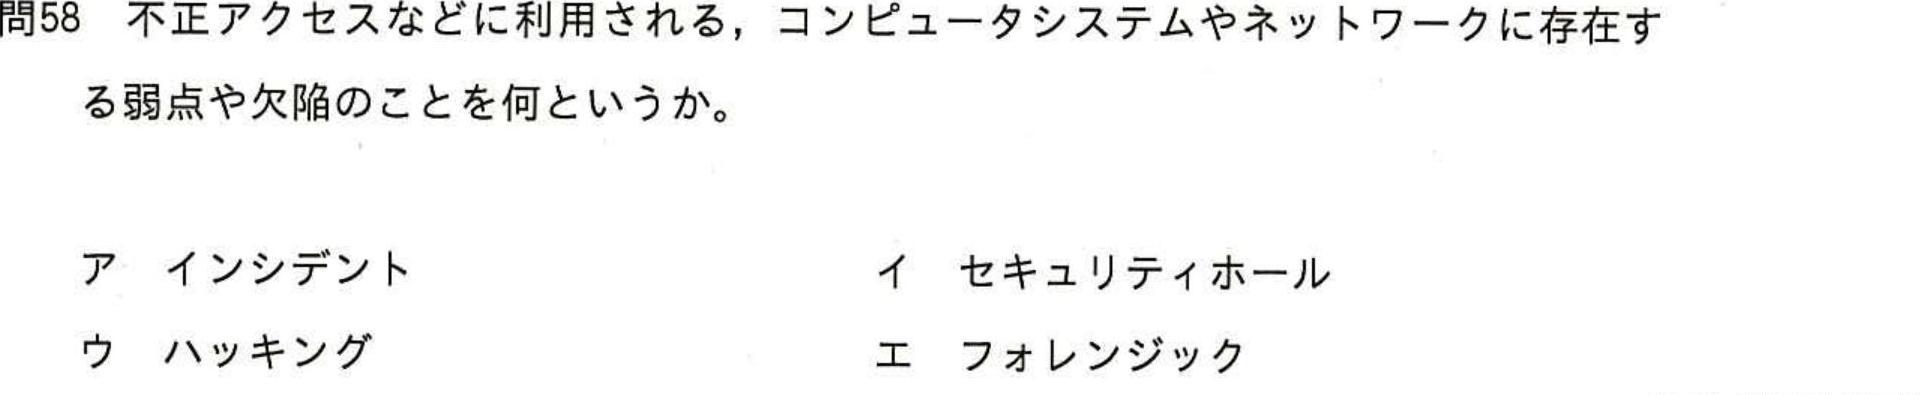 問58　不正アクセスなどに利用される，コンピュータシステムやネットワークに存在す
る弱点や欠陥のことを何というか。
ア　インシデント　　イ　セキュリティホール
ウ　ハッキング　　エ　フォレンジック